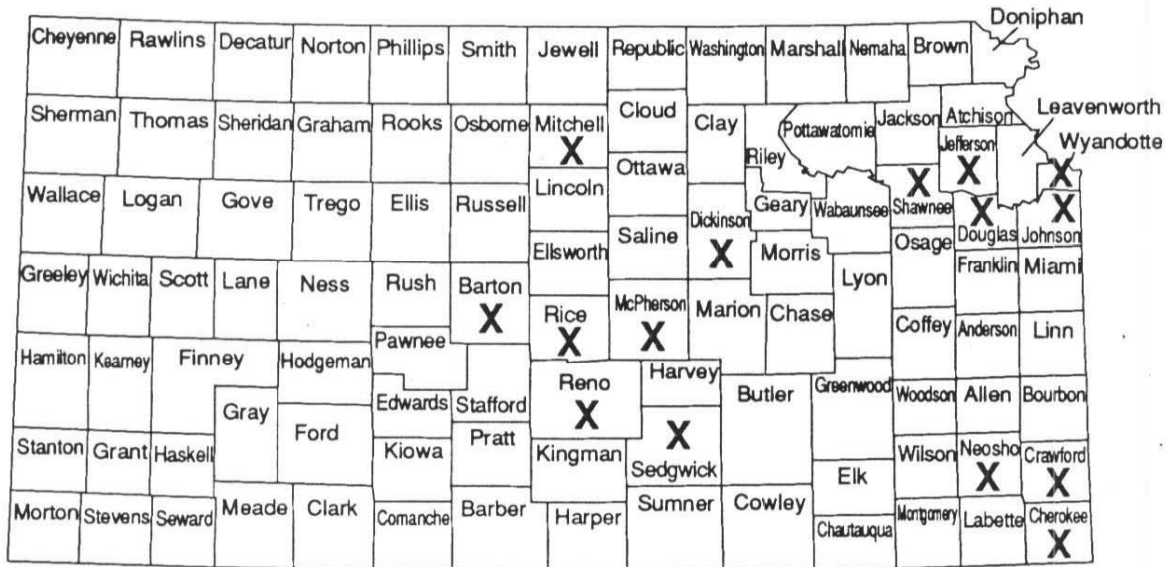 Doniphan
Cheyenne Rawlins Decatur Norton Phillips Smith Jewell Republic Washington Marshall Nemaha Brown
Leavenworth
Sherman Thomas Sheridan Graham Rooks Osborne Mitchell Cloud Clay Pottawatomie Jackson Atchison
X Riley Jefferson Wyandotte
X X
Wallace Logan Gove Trego Ellis Russell Lincoln Ottawa Geary Wabaunsee X Shawnee X X
Dickinson Douglas Johnson
Ellsworth Saline X Morris Osage
Greeley Wichita Scott Lane Ness Rush Barton Lyon Franklin Miami
X Rice McPherson Marion Chase
X X
Hamilton Kearney Finney Hodgeman Pawnee Coffey Anderson Linn
Reno Harvey
X Butler Greenwood Woodson Allen Bourbon
Gray Ford Edwards Stafford X
Stanton Grant Haskell Kiowa Pratt Kingman Sedgwick Elk Wilson Neosho Crawford
X X
Morton Stevens Seward Meade Clark Comanche Barber Harper Sumner Cowley Chautauqua Montgomery Labette Cherokee
X